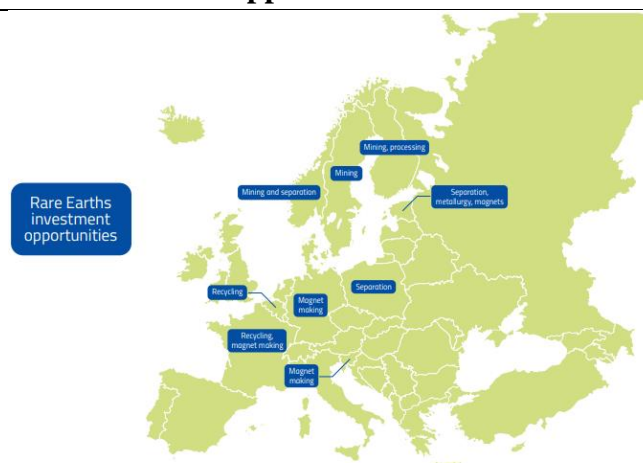 Mining, processing
Mining
Mining and separation
Separation,
metallurgy, magnets
Rare Earths
investment
opportunities
Recycling
Separation
Magnet
making
Recycling,
magnet making
Magnet
making